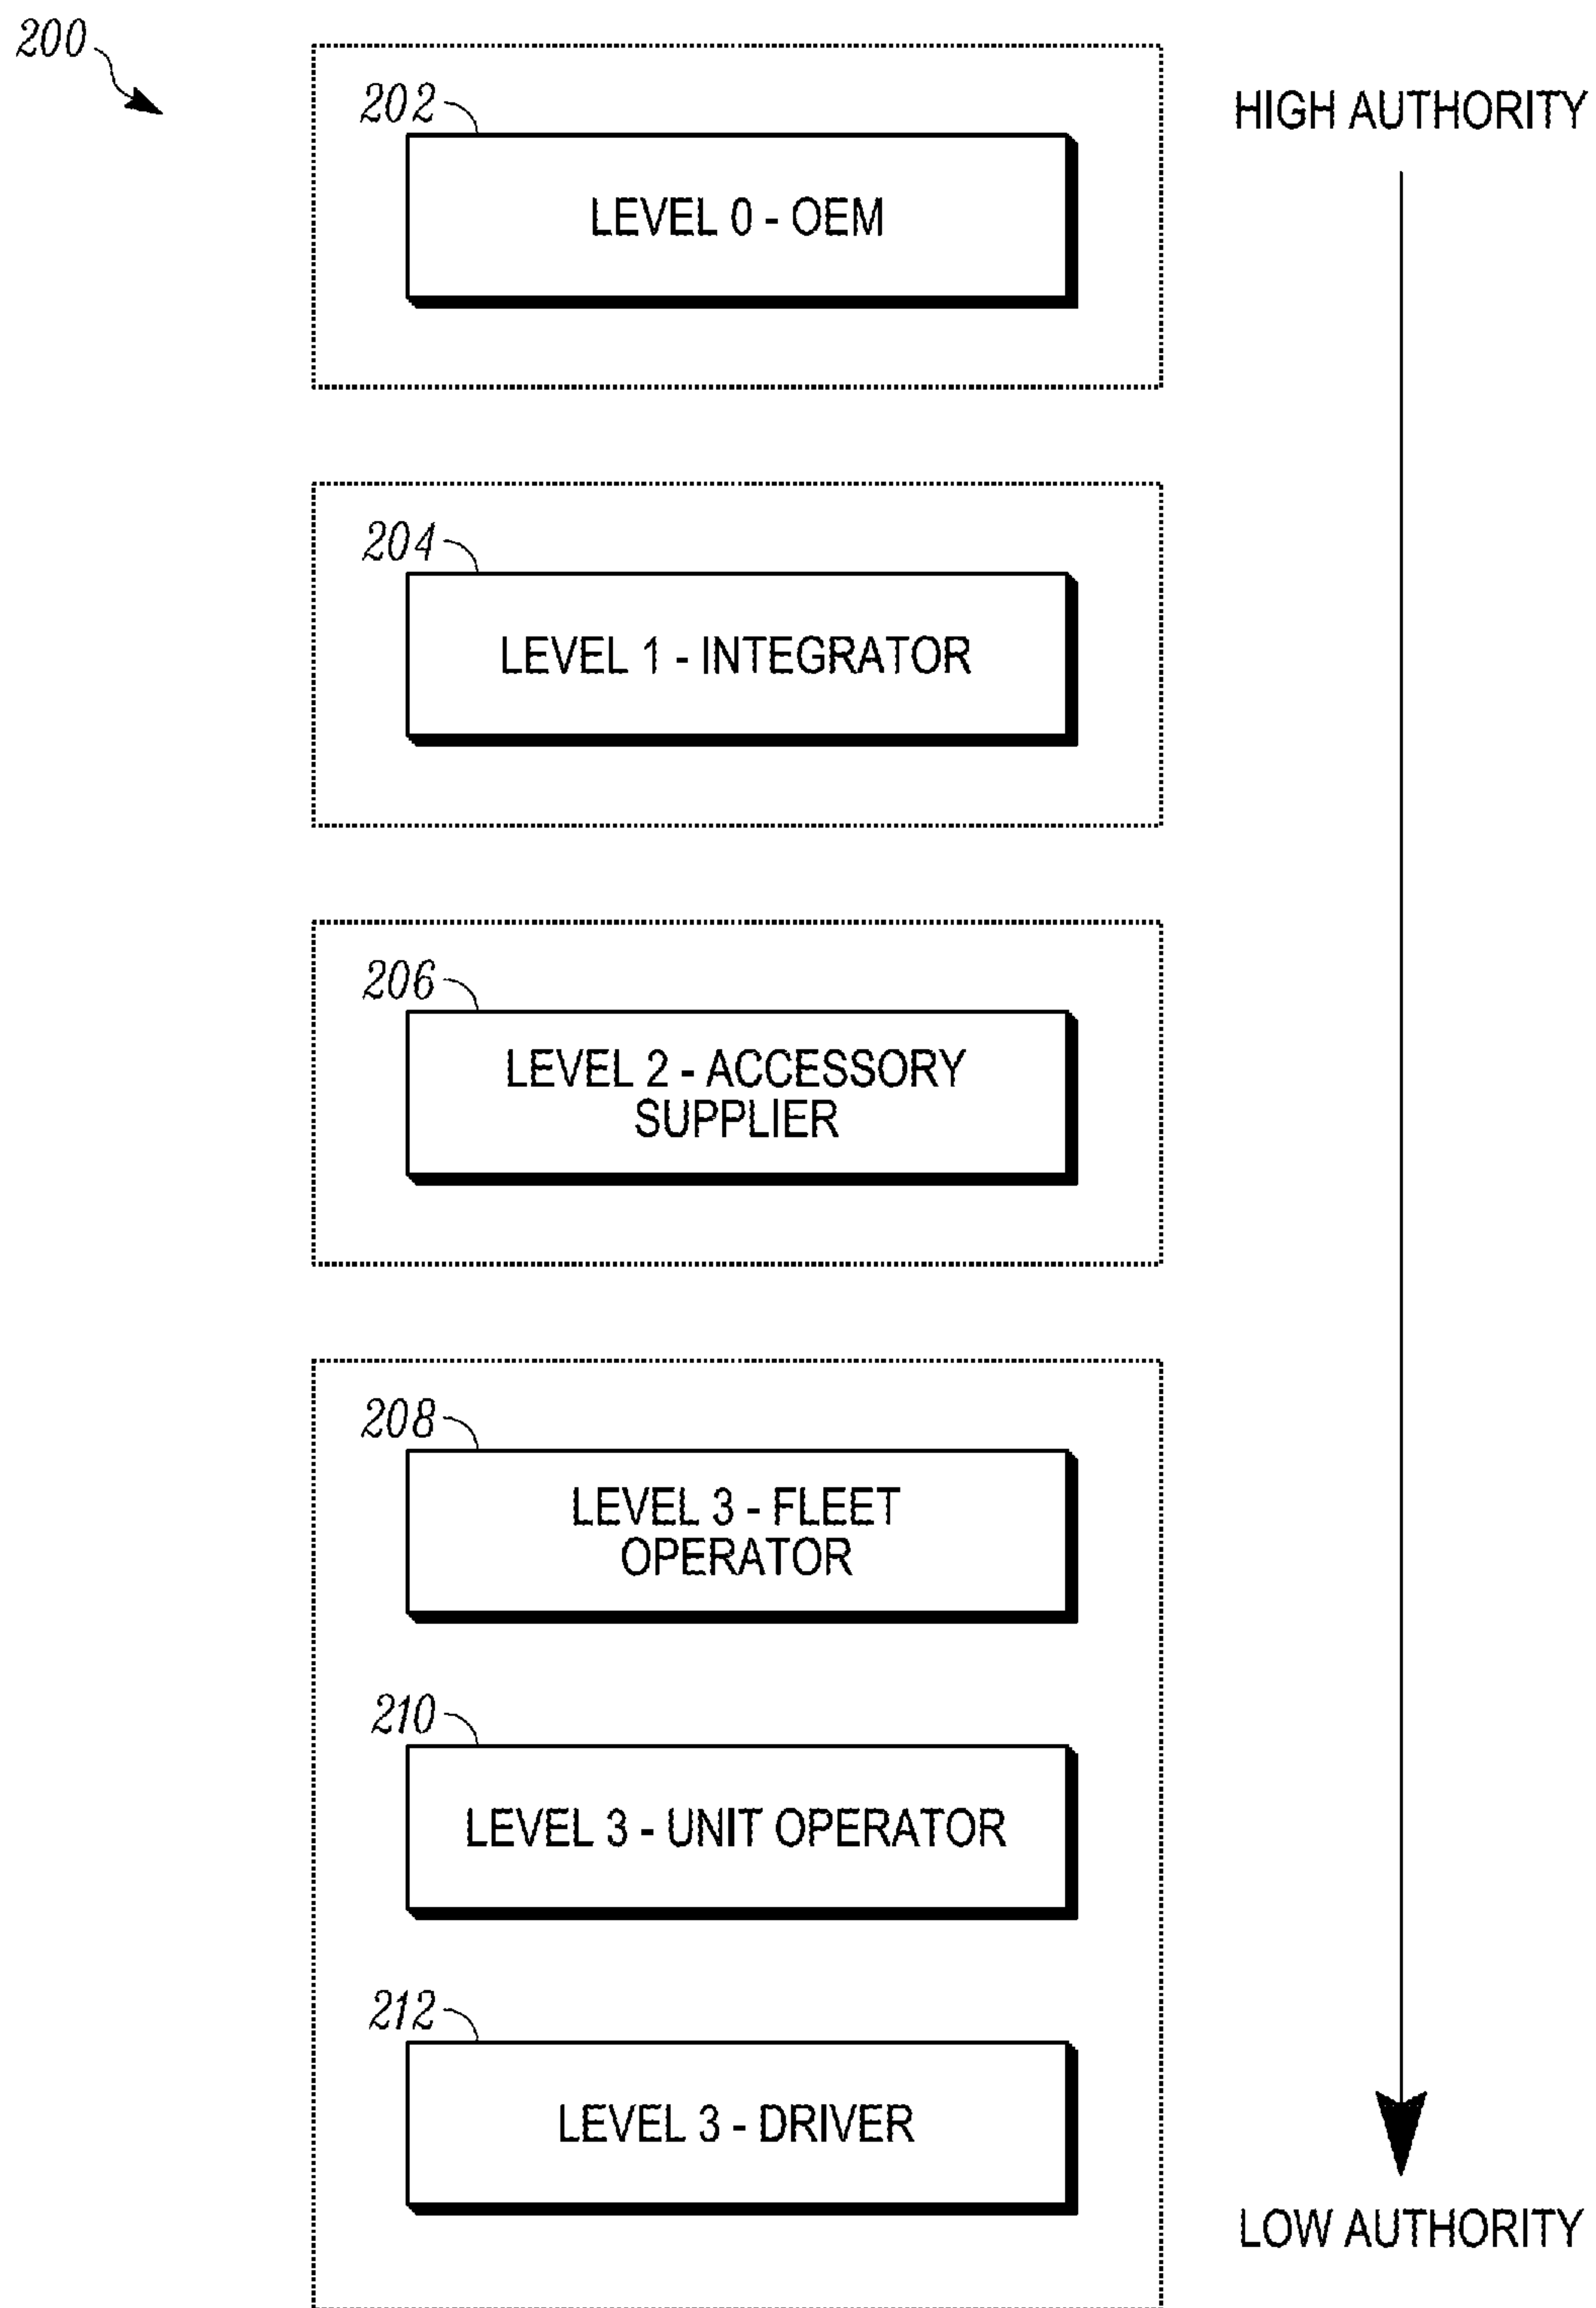 200
202
HIGH AUTHORITY
LEVEL 0 - OEM
204
LEVEL 1 - INTEGRATOR
206
LEVEL 2 - ACCESSORY
SUPPLIER
208
LEVEL 3 - FLEET
OPERATOR
210
LEVEL 3 - UNIT OPERATOR
212
LEVEL 3 - DRIVER
LOW AUTHORITY